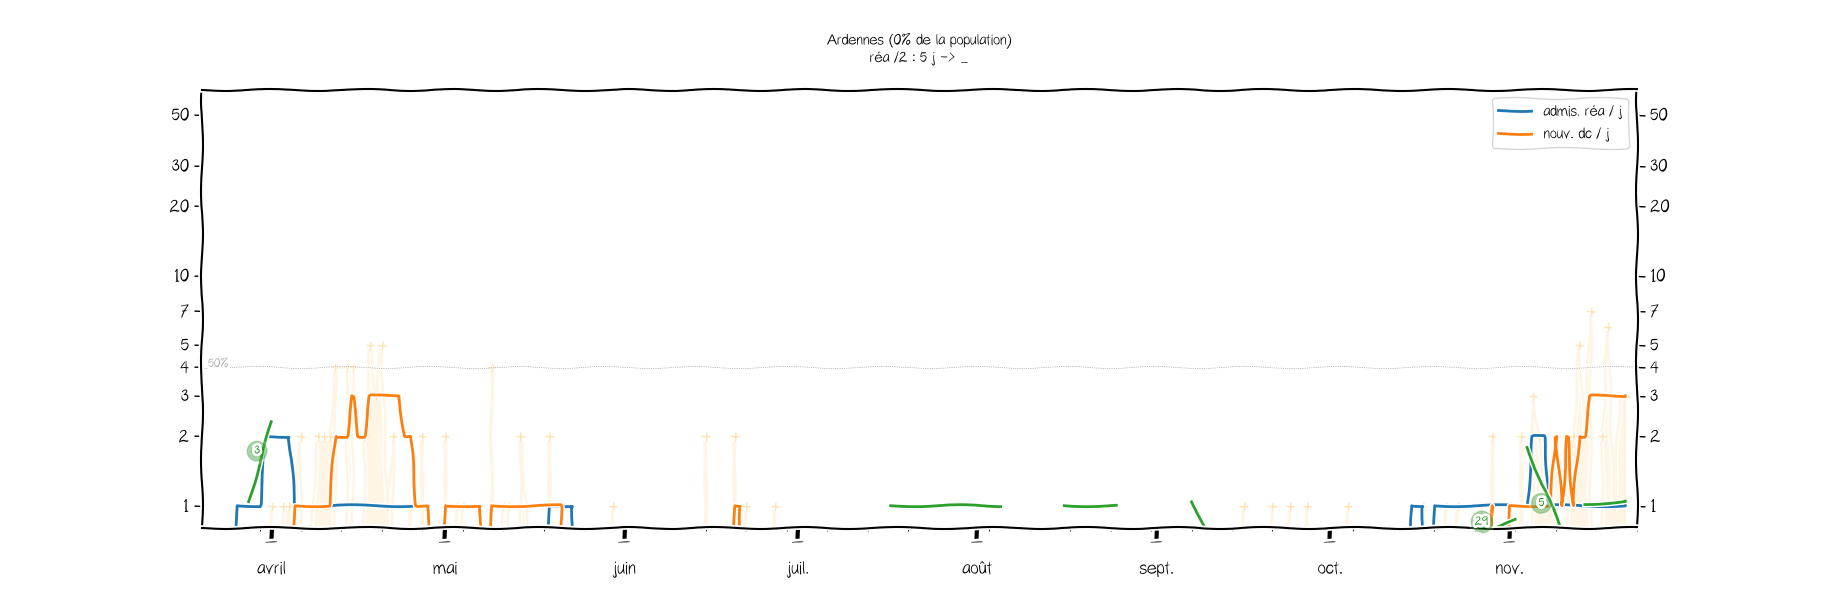 Ardennes (0% de la population)
réa /2 : 5 j -> _
admis. réa / j
nouv. dc / j
50 50
30 30
20 20
10 10
7 7
5 5
50%
4 4
3 3
2 2
3
1 1
5
29
avril mai juin juil. août sept. oct. nov.